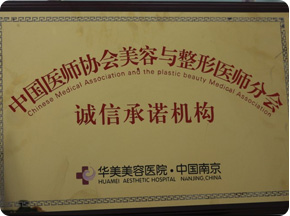 中国医师协会美容与整形医师分会
Chinese Medical Association and the plastic beauty Medical Association
诚信承诺机构
华美美容医院·中国南京
HUAMEI AESTHETIC HOSPITAL NANJING,CHINA